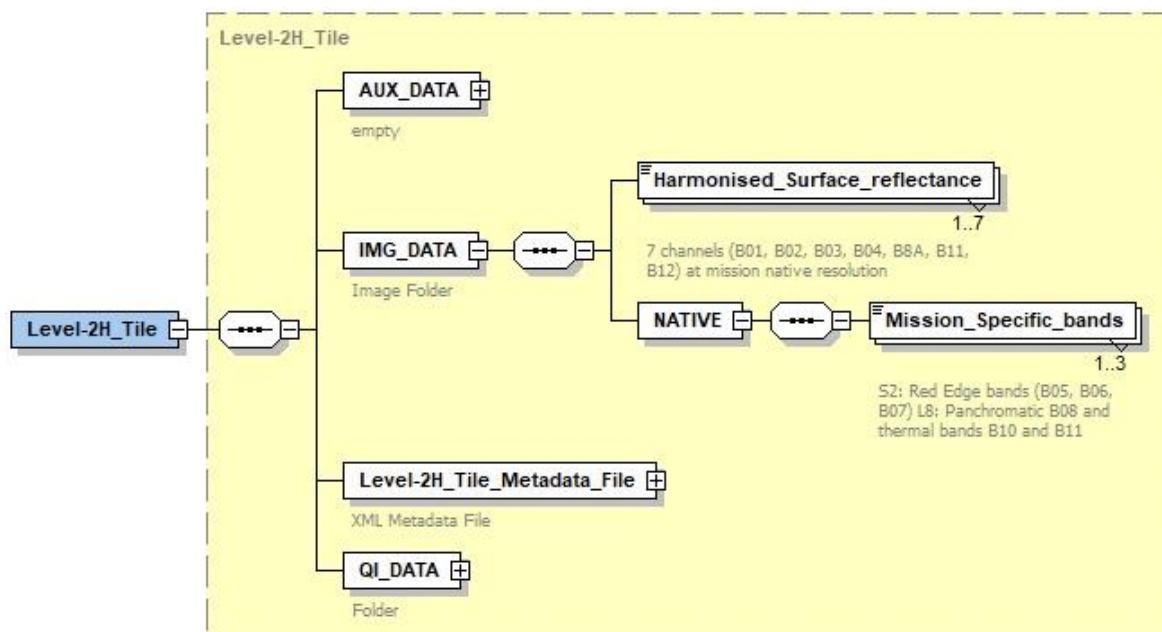 Level-2H_Tile
AUX_DATA
empty
Harmonised_Surface_reflectance
1..7
7 channels (B01, B02, B03, B04, B8A, B11,
B12) at mission native resolution
IMG_DATA
Image Folder
Level-2H_Tile
NATIVE
Mission_Specific_bands
1..3
S2: Red Edge bands (B05, B06,
B07) L8: Panchromatic B08 and
thermal bands B10 and B11
Level-2H_Tile_Metadata_File
XML Metadata File
QI_DATA
Folder